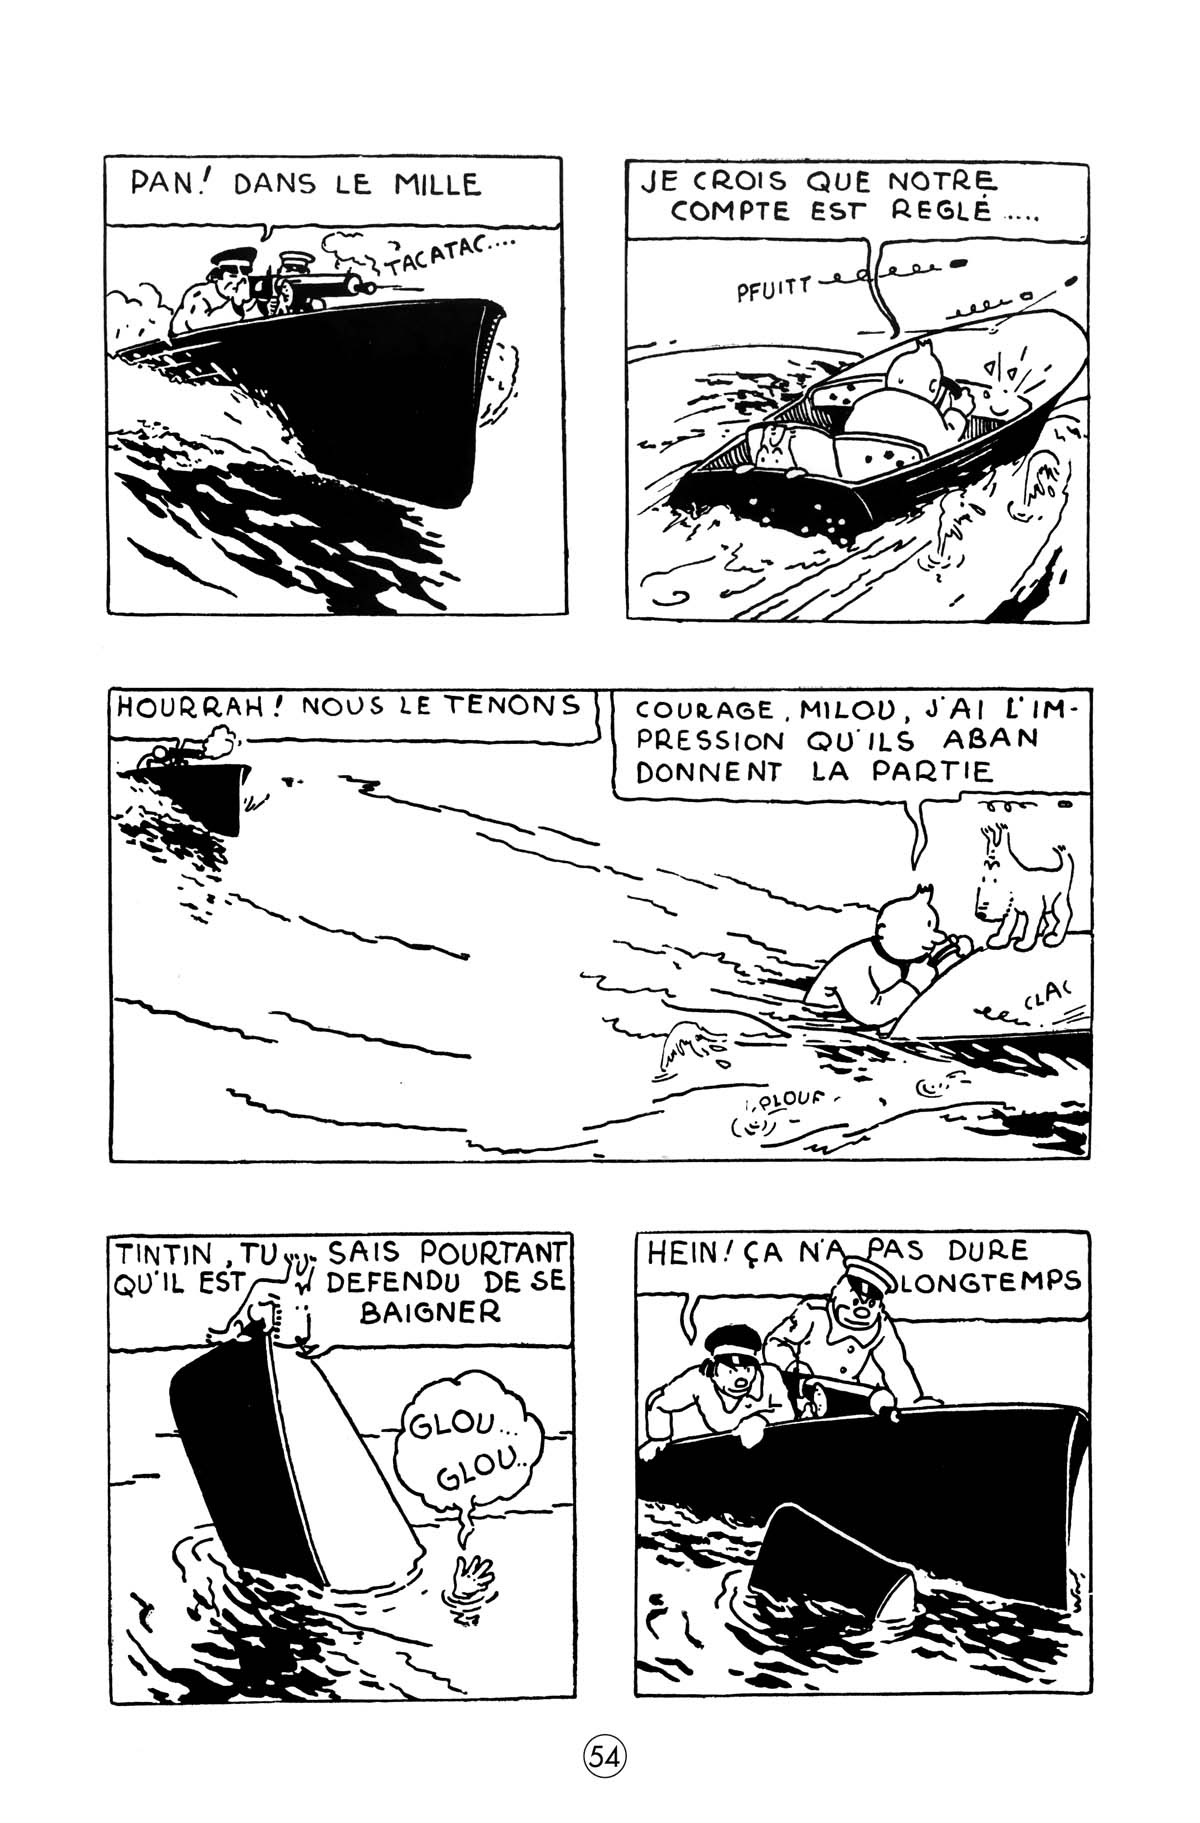 PAN! DANS LE MILLE
TACATAC....
JE CROIS QUE NOTRE
COMPTE EST REGLÉ .....
PFUITT
HOURRAH! NOUS LE TENONS
COURAGE, MILOU, J'AI L'IM-
PRESSION QU'ILS ABAN
DONNENT LA PARTIE
CLAC
PLOUF
TINTIN, TU SAIS POURTANT
QU'IL EST DEFENDU DE SE
BAIGNER
GLOU...
GLOU..
HEIN! ÇA N'A PAS DURE
LONGTEMPS
54